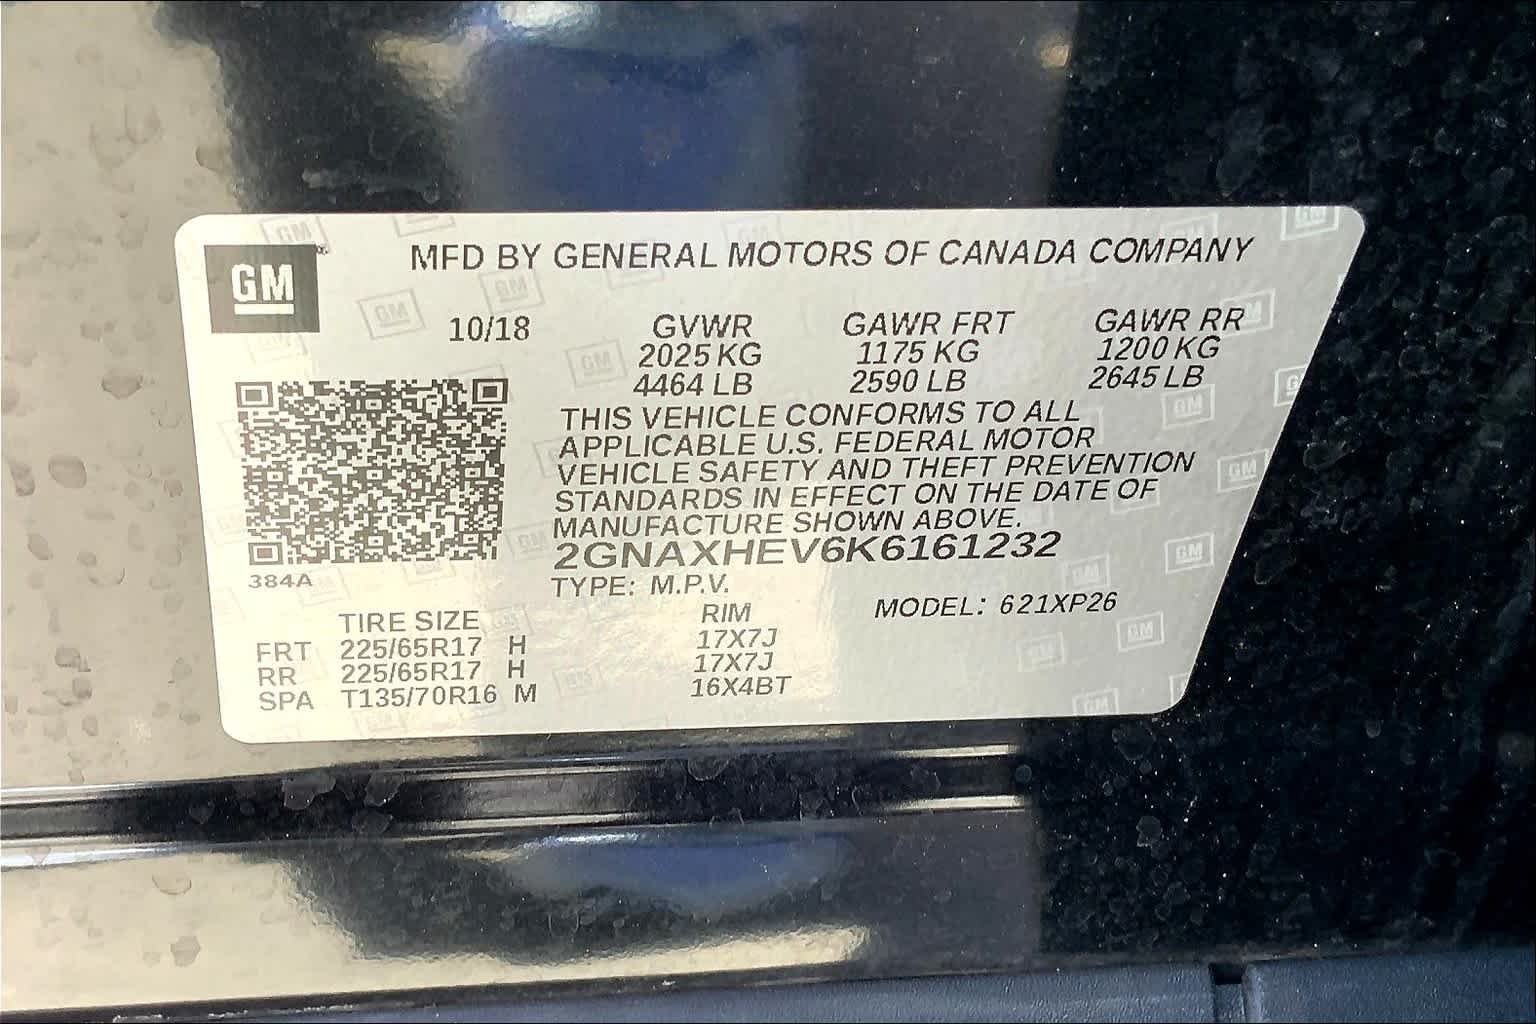 GM
MFD BY GENERAL MOTORS OF CANADA COMPANY
10/18 GVWR GAWR FRT GAWR RR
2025 KG 1175 KG 1200 KG
4464 LB 2590 LB 2645 LB
THIS VEHICLE CONFORMS TO ALL
APPLICABLE U.S. FEDERAL MOTOR
VEHICLE SAFETY AND THEFT PREVENTION
STANDARDS IN EFFECT ON THE DATE OF
MANUFACTURE SHOWN ABOVE.
2GNAXHEV6K6161232
384A
TYPE: M.P.V. MODEL: 621XP26
TIRE SIZE RIM
FRT 225/65R17 H 17X7J
RR 225/65R17 H 17X7J
SPA T135/70R16 M 16X4BT